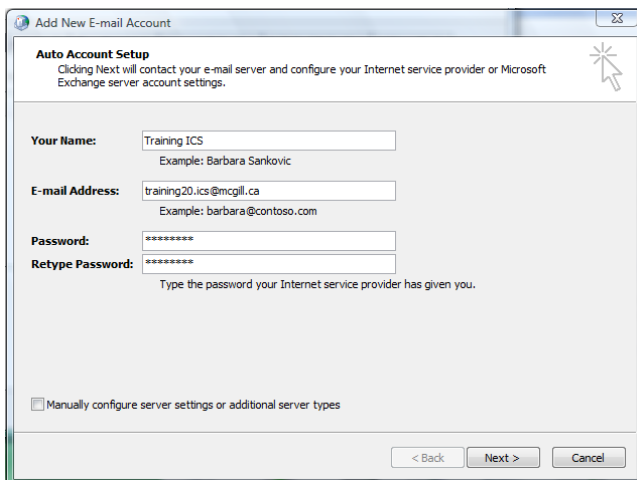 Add New E-mail Account
Auto Account Setup
Clicking Next will contact your e-mail server and configure your Internet service provider or Microsoft
Exchange server account settings.
Your Name: Training ICS
Example: Barbara Sankovic
E-mail Address: training20.ics@mcgill.ca
Example: barbara@contoso.com
Password: ********
Retype Password: ********
Type the password your Internet service provider has given you.
Manually configure server settings or additional server types
< Back Next > Cancel